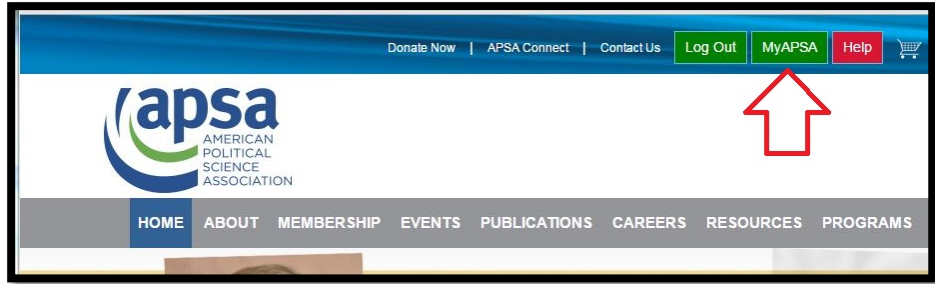 Donate Now | APSA Connect | Contact Us Log Out MyAPSA Help
apsa
AMERICAN
POLITICAL
SCIENCE
ASSOCIATION
HOME ABOUT MEMBERSHIP EVENTS PUBLICATIONS CAREERS RESOURCES PROGRAMS